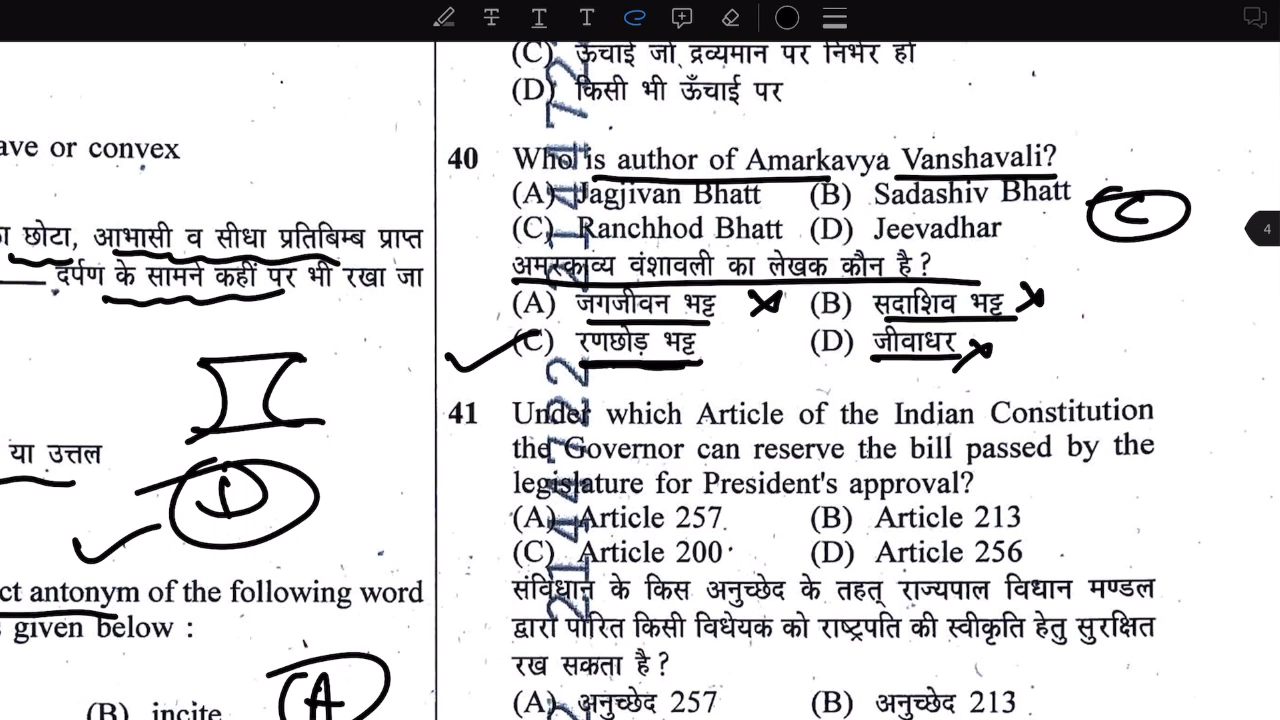 ave or convex
छोटा, आभासी व सीधा प्रतिबिम्ब प्राप्त
दर्पण के सामने कहीं पर भी रखा जा
या उत्तल
D
ct antonym of the following word
given below :
A
(B) incite
(C) ऊँचाई जो द्रव्यमान पर निर्भर हो
(D) किसी भी ऊँचाई पर
40 Who is author of Amarkavya Vanshavali?
(A) Jagjivan Bhatt (B) Sadashiv Bhatt
C
(C) Ranchhod Bhatt (D) Jeevadhar
अमरकाव्य वंशावली का लेखक कौन है ?
(A) जगजीवन भट्ट (B) सदाशिव भट्ट
(C) रणछोड़ भट्ट (D) जीवाधर
41 Under which Article of the Indian Constitution
the Governor can reserve the bill passed by the
legislature for President's approval?
(A) Article 257 (B) Article 213
(C) Article 200 (D) Article 256
संविधान के किस अनुच्छेद के तहत् राज्यपाल विधान मण्डल
द्वारा पारित किसी विधेयक को राष्ट्रपति की स्वीकृति हेतु सुरक्षित
रख सकता है ?
(A) अनुच्छेद 257 (B) अनुच्छेद 213
4